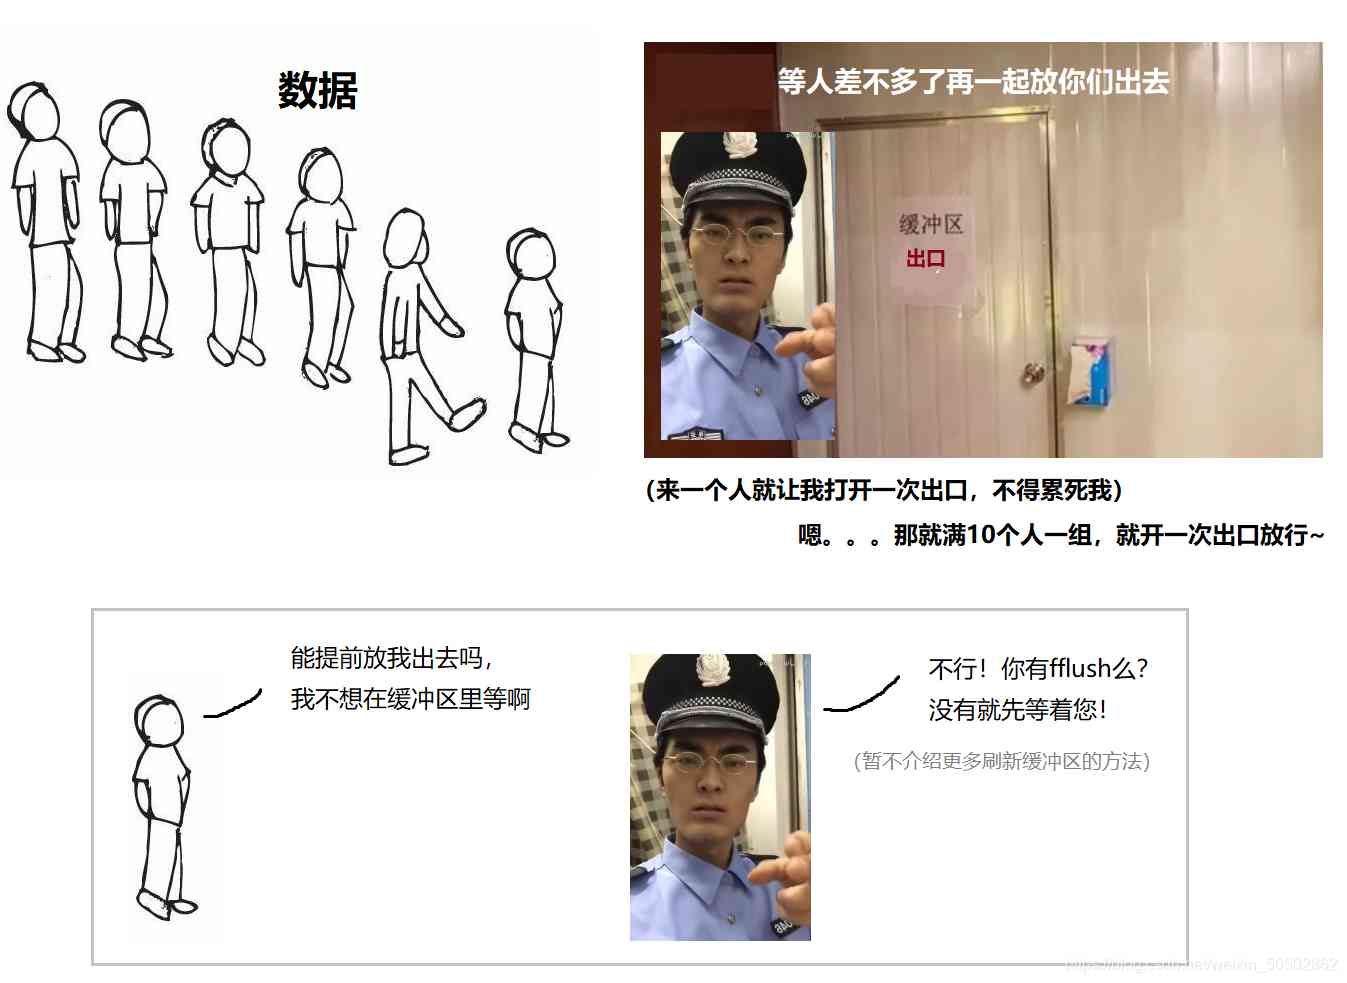 数据
等人差不多了再一起放你们出去
缓冲区
出口
（来一个人就让我打开一次出口，不得累死我）
嗯。。。那就满10个人一组，就开一次出口放行~
能提前放我出去吗，
我不想在缓冲区里等啊
不行！你有fflush么？
没有就先等着您！
（暂不介绍更多刷新缓冲区的方法）
https://blog.csdn.net/weixin_50502862